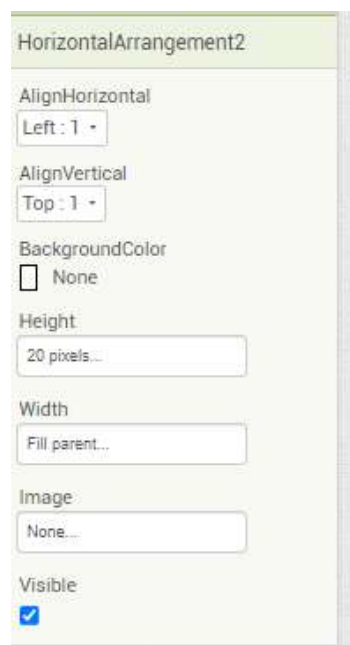 HorizontalArrangement2
AlignHorizontal
Left : 1
AlignVertical
Top : 1
BackgroundColor
None
Height
20 pixels...
Width
Fill parent...
Image
None...
Visible